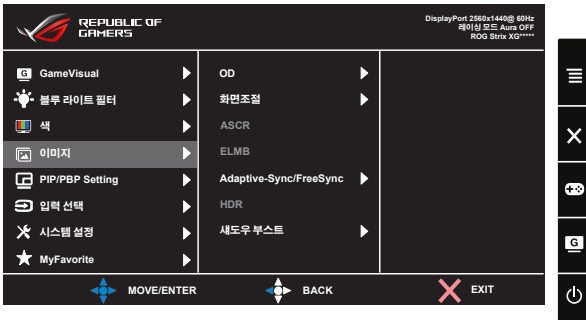 REPUBLIC OF
GAMERS
DisplayPort 2560x1440@ 60Hz
레이싱 모드 Aura OFF
ROG Strix XG*****
G GameVisual
블루 라이트 필터
색
이미지
PIP/PBP Setting
입력 선택
시스템 설정
MyFavorite
OD
화면조절
ASCR
ELMB
Adaptive-Sync/FreeSync
HDR
섀도우 부스트
MOVE/ENTER
BACK
EXIT
G